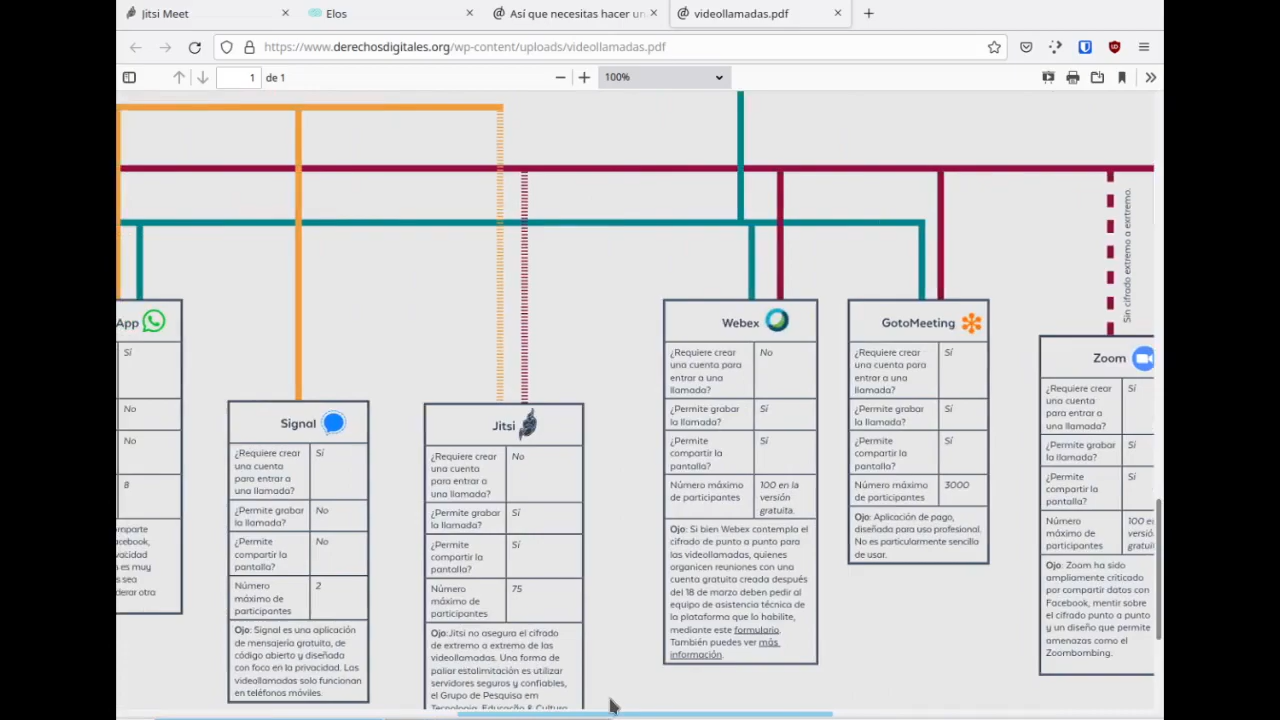 Jitsi Meet
Elos
Así que necesitas hacer un
videollamadas.pdf
https://www.derechosdigitales.org/wp-content/uploads/videollamadas.pdf
1
de 1
100%
Sin cifrado extremo a exrtremo.
App
Sí
No
No
8
omparte
acebook,
ivacidad
n es muy
s sea
derar otra
Signal
¿Requiere crear
una cuenta
para entrar a
una llamada?
Sí
¿Permite grabar
la llamada?
No
¿Permite
compartir la
pantalla?
No
Número
máximo de
participantes
2
Ojo: Signal es una aplicación
de mensajería gratuita, de
código abierto y diseñada
con foco en la privacidad. Las
videollamadas solo funcionan
en teléfonos móviles.
Jitsi
¿Requiere crear
una cuenta
para entrar a
una llamada?
No
¿Permite grabar
la llamada?
Sí
¿Permite
compartir la
pantalla?
Sí
Número
máximo de
participantes
75
Ojo:Jitsi no asegura el cifrado
de extremo a extremo de las
videollamadas. Una forma de
paliar estalimitación es utilizar
servidores seguros y confiables,
el Grupo de Pesquisa em
Tecnologia, Educação & Cultura
Webex
¿Requiere crear
una cuenta para
entrar a una
llamada?
No
¿Permite grabar
la llamada?
Sí
¿Permite
compartir la
pantalla?
Sí
Número máximo
de participantes
100 en la
versión
gratuita.
Ojo: Si bien Webex contempla el
cifrado de punto a punto para
las videollamadas, quienes
organicen reuniones con una
cuenta gratuita creada después
del 18 de marzo deben pedir al
equipo de asistencia técnica de
la plataforma que lo habilite,
mediante este formulario.
También puedes ver más
información.
GotoMeeting
¿Requiere crear
una cuenta para
entrar a una
llamada?
Sí
¿Permite grabar
la llamada?
Sí
¿Permite
compartir la
pantalla?
Sí
Número máximo
de participantes
3000
Ojo: Aplicación de pago,
diseñada para uso profesional.
No es particularmente sencilla
de usar.
Zoom
¿Requiere crear
una cuenta
para entrar a
una llamada?
Sí
¿Permite grabar
la llamada?
Sí
¿Permite
compartir la
pantalla?
Sí
Número
máximo de
participantes
100 e
versió
gratuit
Ojo: Zoom ha sido
ampliamente criticado
por compartir datos con
Facebook, mentir sobre
el cifrado punto a punto
y un diseño que permite
amenazas como el
Zoombombing.